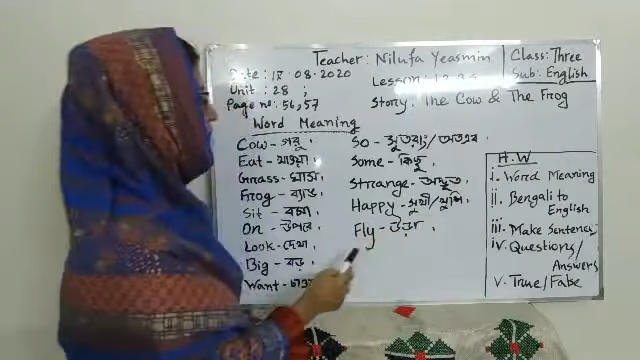 Teacher: Nilufa Yeasmin
Class: Three
Sub: English
Date: 12.08.2020
Unit: 28
Page no: 56,57
Lesson:
Story: The Cow & The Frog
Word Meaning
Cow - গরু
Eat - খাওয়া
Grass - ঘাস
Frog - ব্যাঙ
Sit - বসা
On - উপরে
Look - দেখা
Big - বড়
Want -
So - সুতরাং/অতএব
Some - কিছু
Strange - অদ্ভুত
Happy - সুখী/খুশি
Fly - উড়া
H.W
i. Word Meaning
ii. Bengali to English
iii. Make Sentence
iv. Questions/Answers
v. True/False